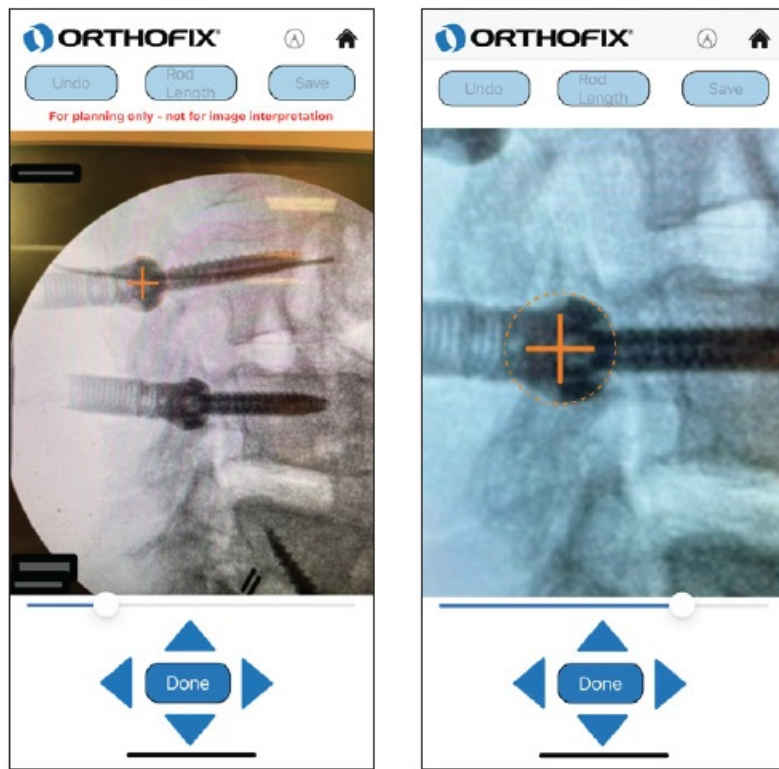 ORTHOFIX
Undo
Rod
Length
Save
For planning only - not for image interpretation
Done
ORTHOFIX
Undo
Rod
Length
Save
Done